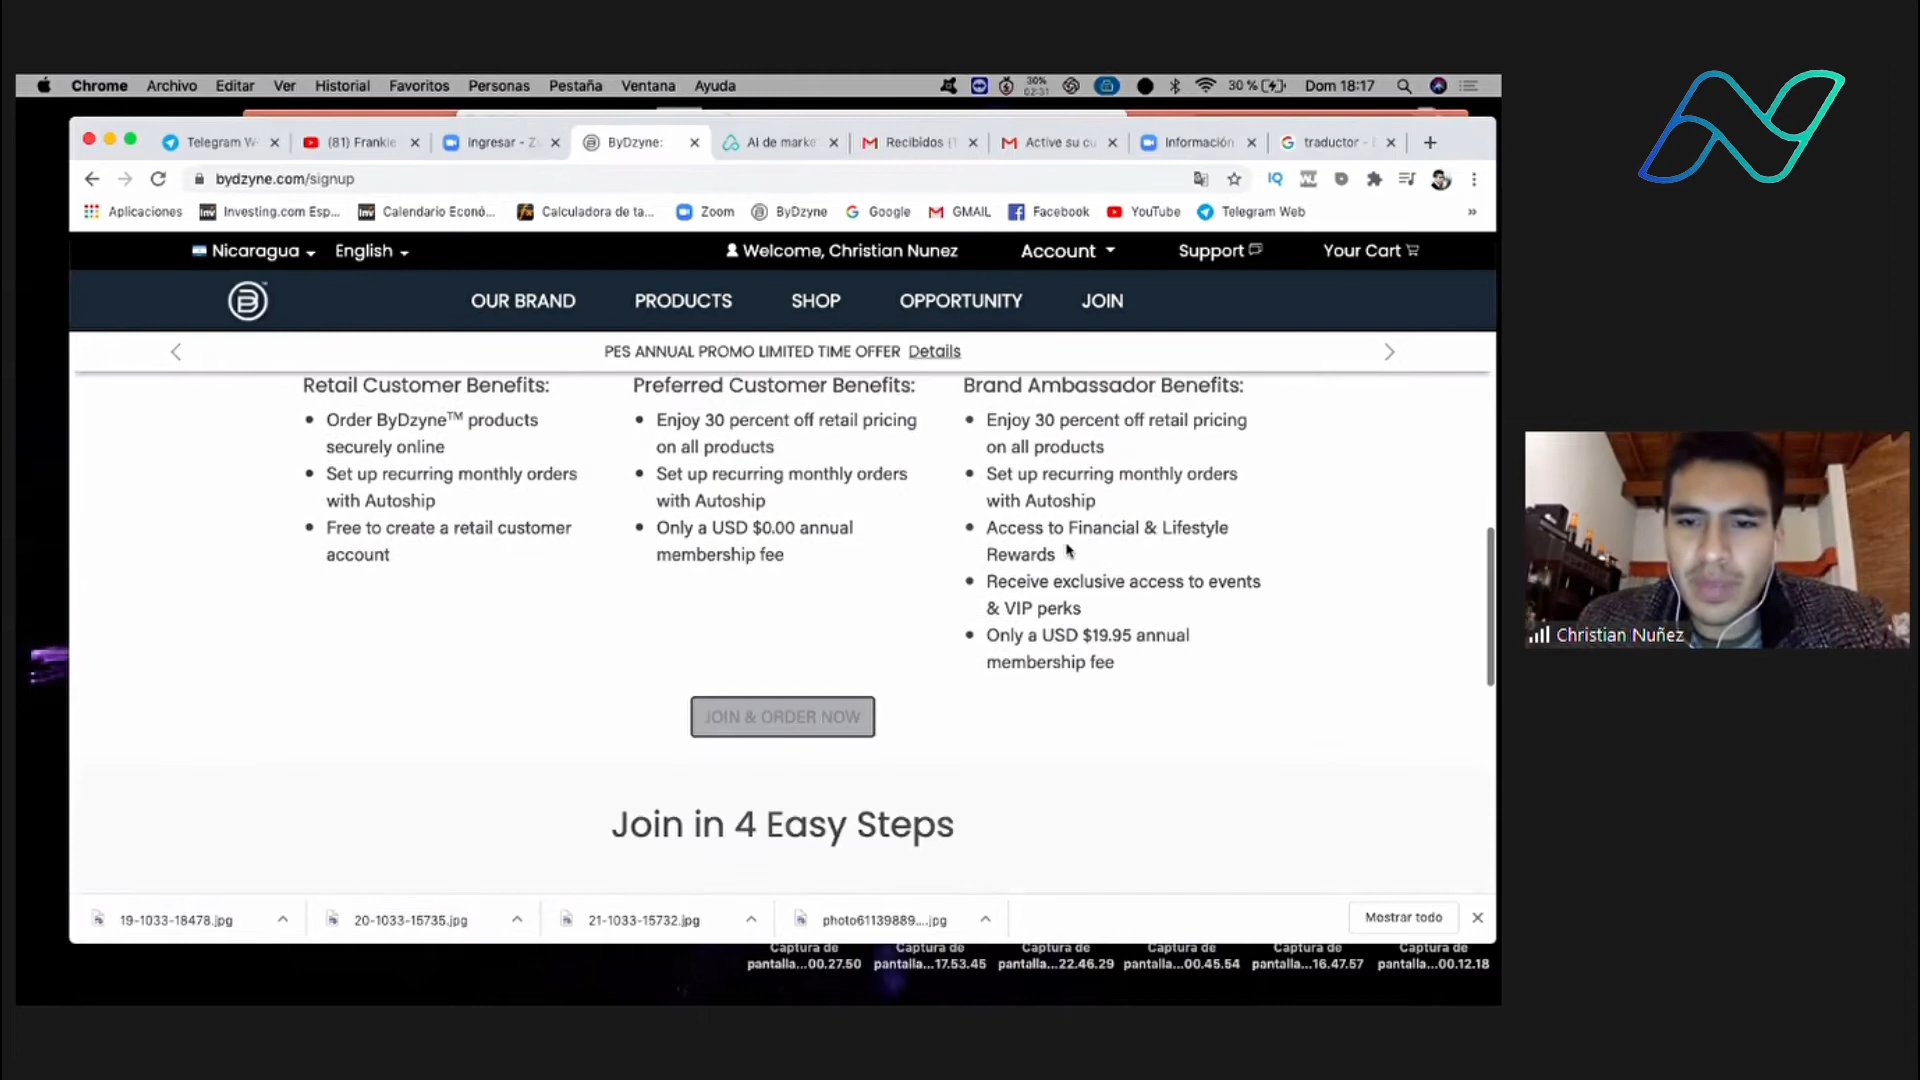 Chrome Archivo Editar Ver Historial Favoritos Personas Pestaña Ventana Ayuda
30% 02:31 30 % Dom 18:17
Telegram W (81) Frankie Ingresar - Z ByDzyne: AI de marke Recibidos (1 Active su cu Información traductor -
bydzyne.com/signup
Aplicaciones Investing.com Esp... Calendario Econó... Calculadora de ta... Zoom ByDzyne Google GMAIL Facebook YouTube Telegram Web »
Nicaragua English Welcome, Christian Nunez Account Support Your Cart
OUR BRAND PRODUCTS SHOP OPPORTUNITY JOIN
PES ANNUAL PROMO LIMITED TIME OFFER Details
Retail Customer Benefits:
Order ByDzyne™ products
securely online
Set up recurring monthly orders
with Autoship
Free to create a retail customer
account
Preferred Customer Benefits:
Enjoy 30 percent off retail pricing
on all products
Set up recurring monthly orders
with Autoship
Only a USD $0.00 annual
membership fee
Brand Ambassador Benefits:
Enjoy 30 percent off retail pricing
on all products
Set up recurring monthly orders
with Autoship
Access to Financial & Lifestyle
Rewards
Receive exclusive access to events
& VIP perks
Only a USD $19.95 annual
membership fee
JOIN & ORDER NOW
Join in 4 Easy Steps
19-1033-18478.jpg 20-1033-15735.jpg 21-1033-15732.jpg photo61139889....jpg Mostrar todo
Captura de Captura de Captura de Captura de Captura de Captura de
pantalla...00.27.50 pantalla...17.53.45 pantalla...22.46.29 pantalla...00.45.54 pantalla...16.47.57 pantalla...00.12.18
Christian Nuñez